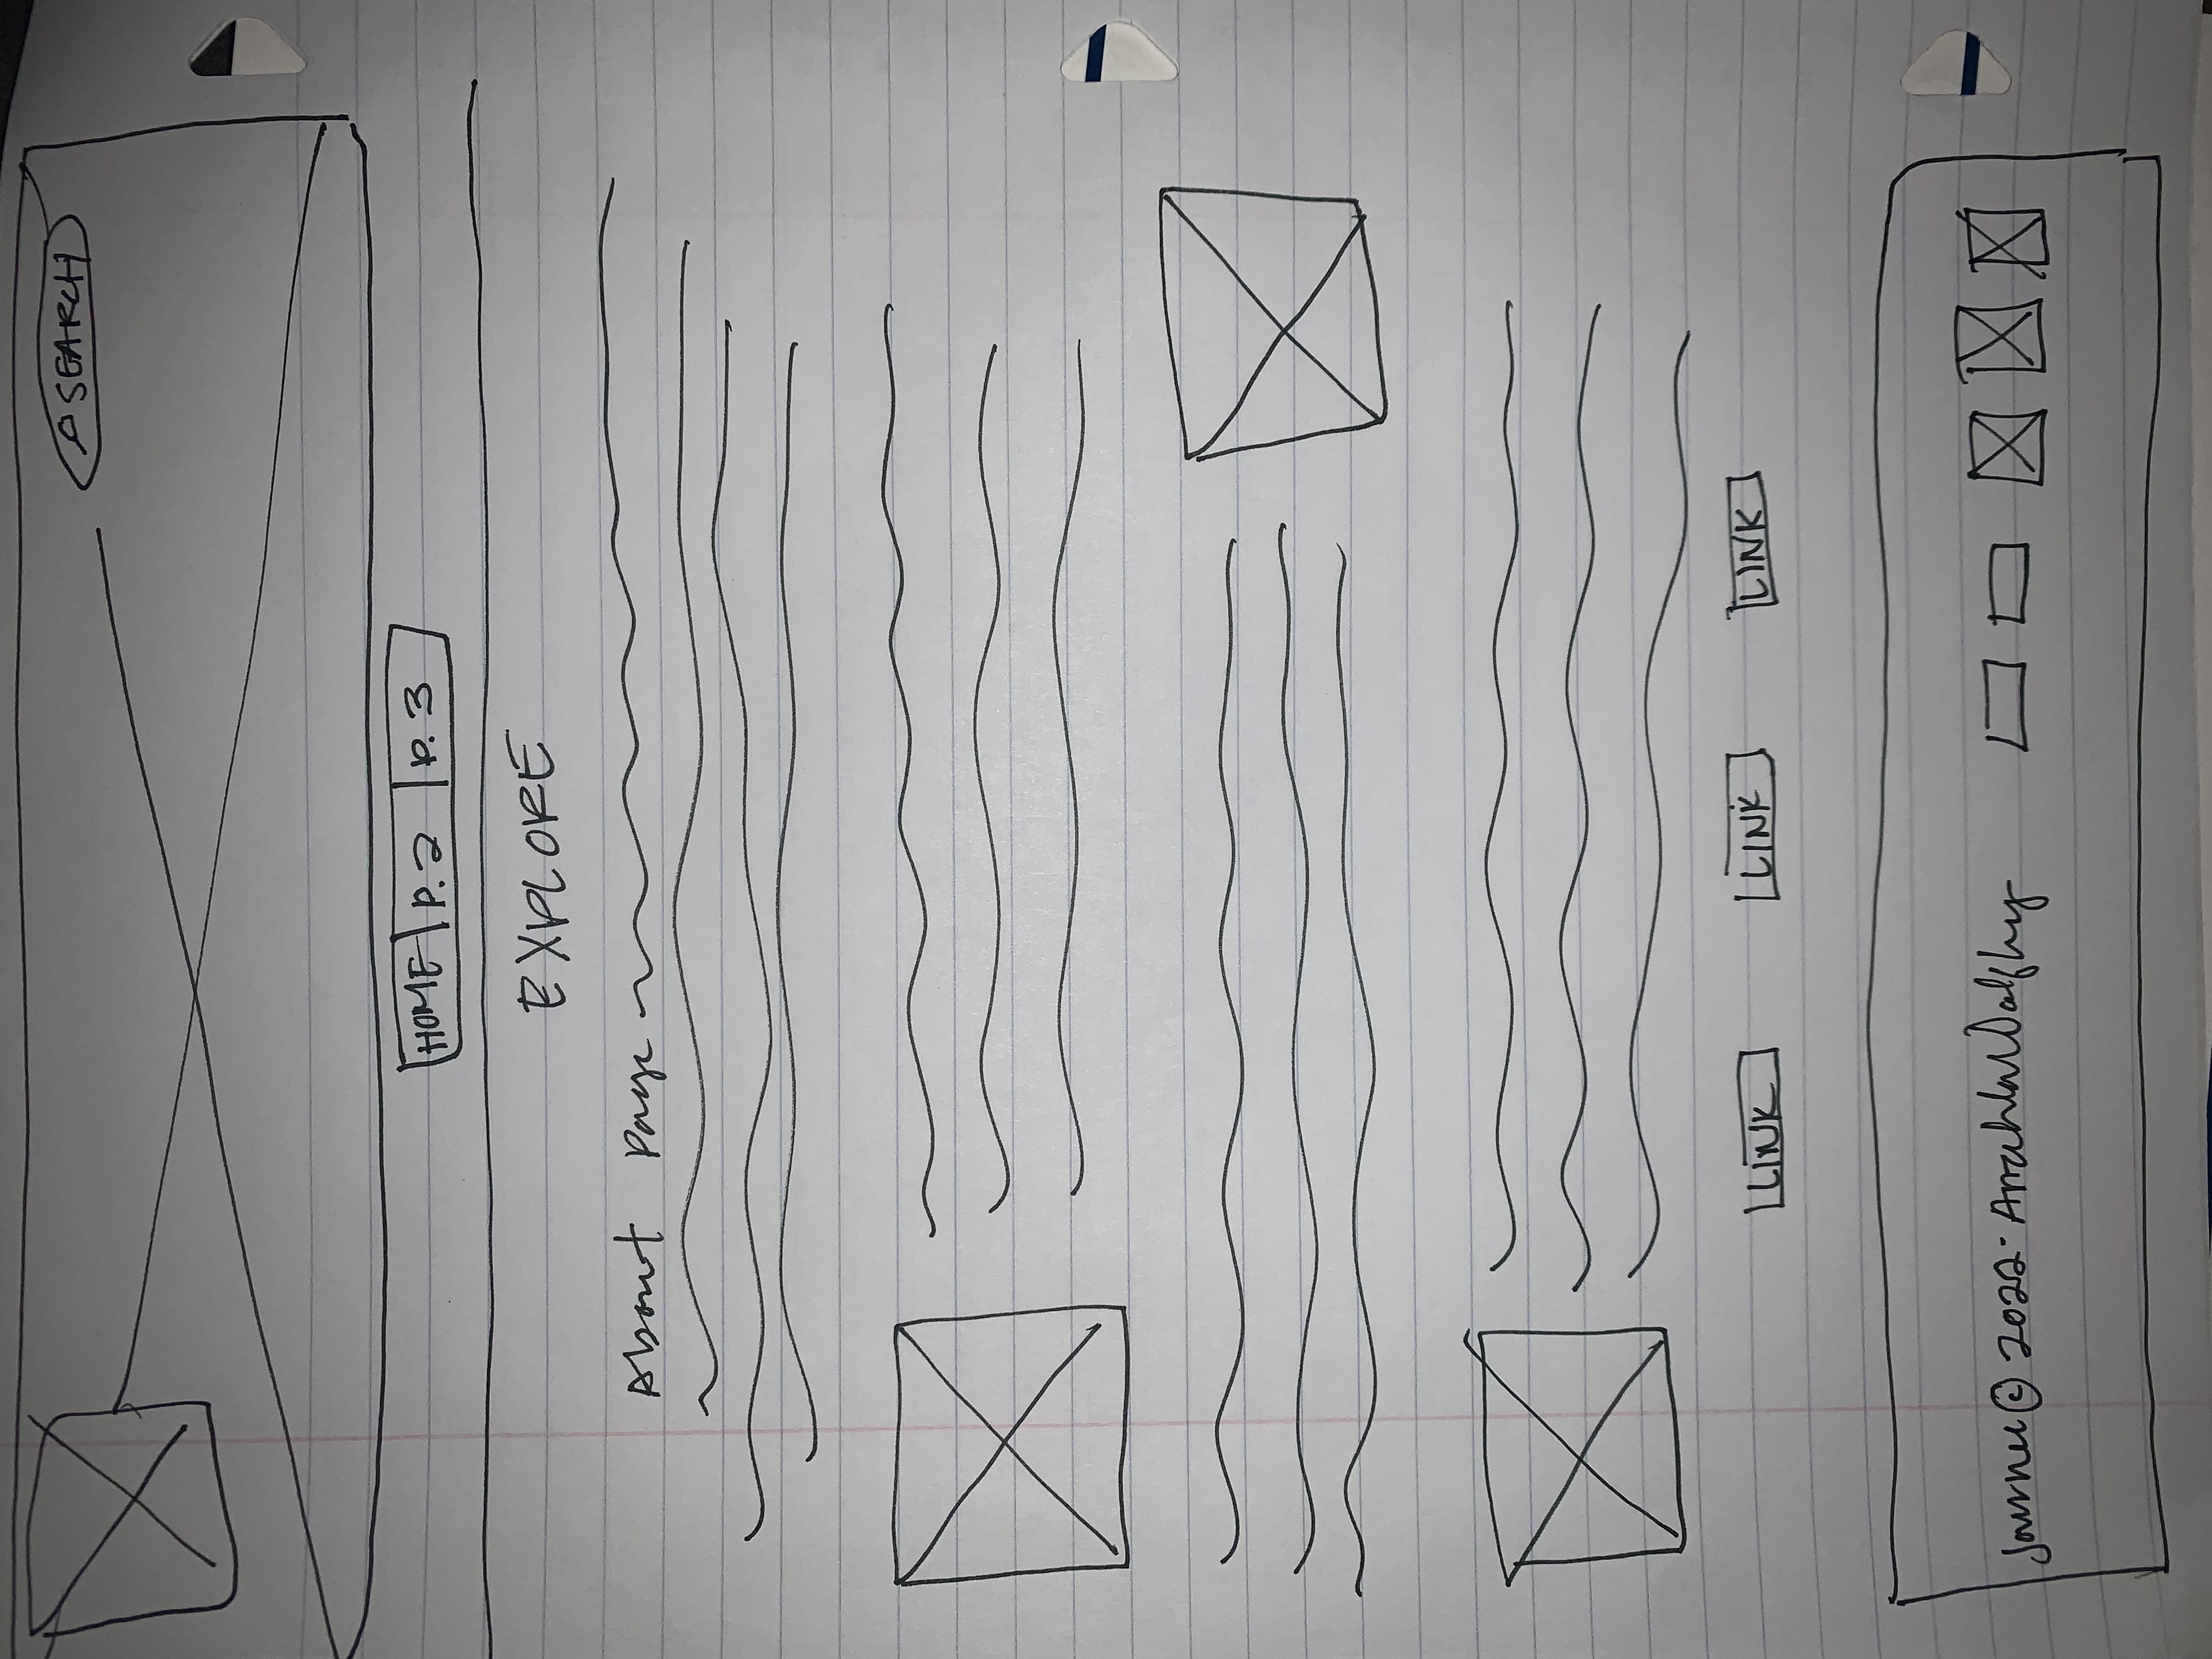 SEARCH
HOME P. 2 P. 3
EXPLORE
About Page
LINK LINK LINK
Journee © 2022 -